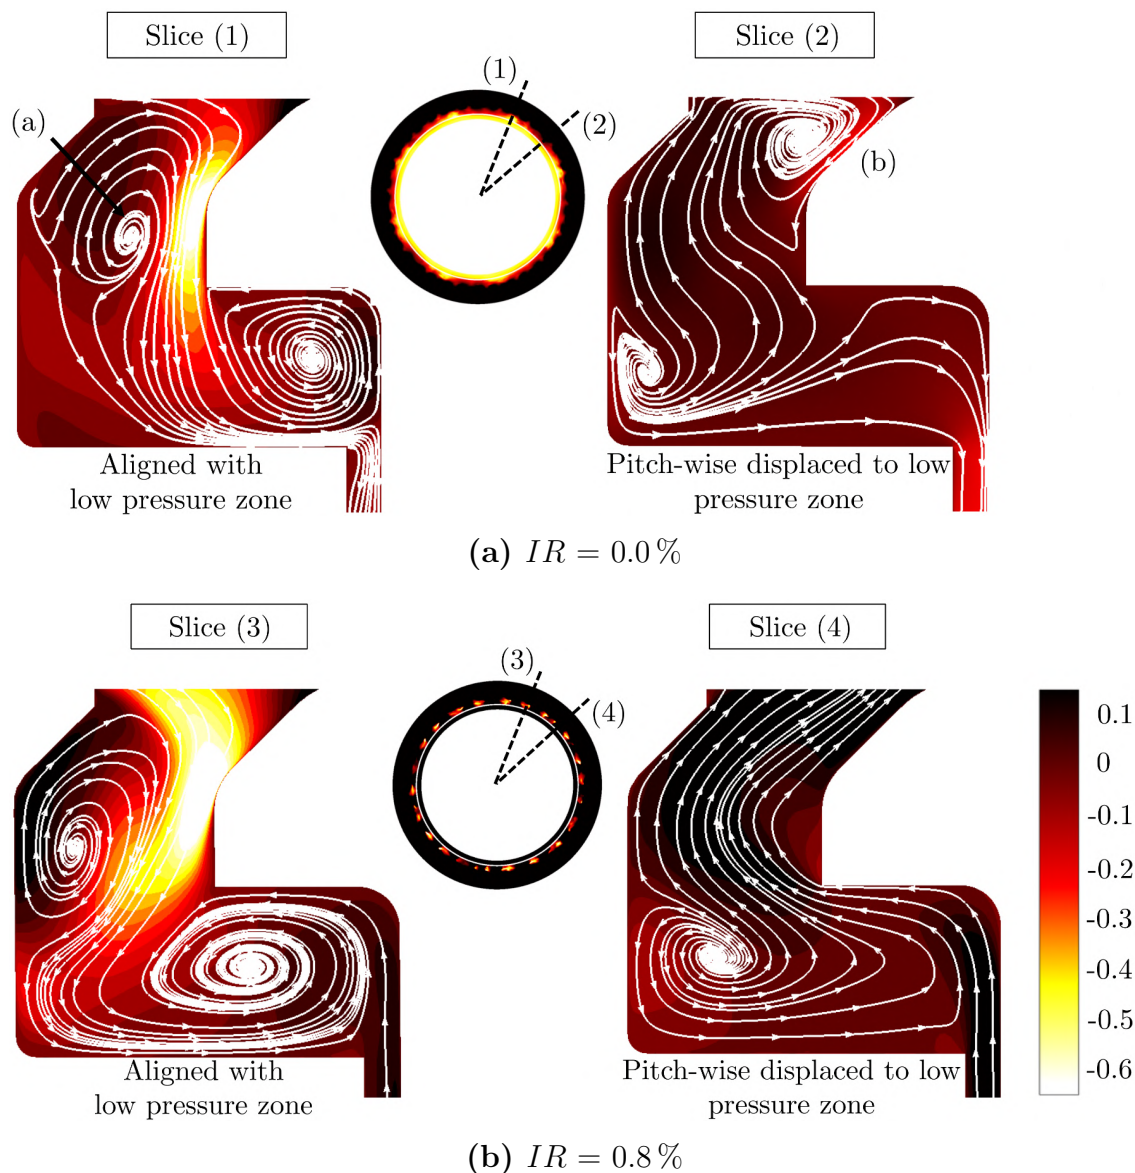 Slice (1)
Slice (2)
(1)
(2)
(a)
(b)
Aligned with
low pressure zone
Pitch-wise displaced to low
pressure zone
(a) IR = 0.0 %
Slice (3)
Slice (4)
(3)
(4)
0.1
0
-0.1
-0.2
-0.3
-0.4
-0.5
-0.6
Aligned with
low pressure zone
Pitch-wise displaced to low
pressure zone
(b) IR = 0.8 %